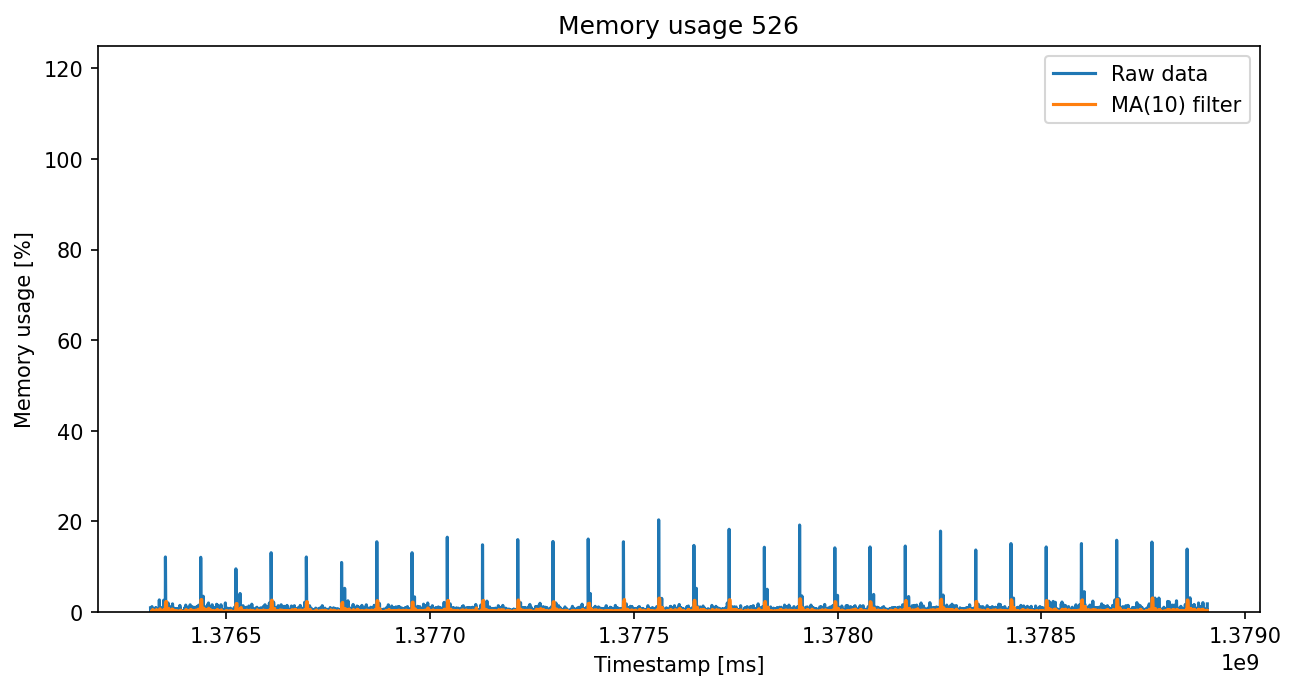 Memory usage 526
Raw data
MA(10) filter
120
100
80
60
40
20
0
Memory usage [%]
1.3765
1.3770
1.3775
1.3780
1.3785
1.3790
1e9
Timestamp [ms]